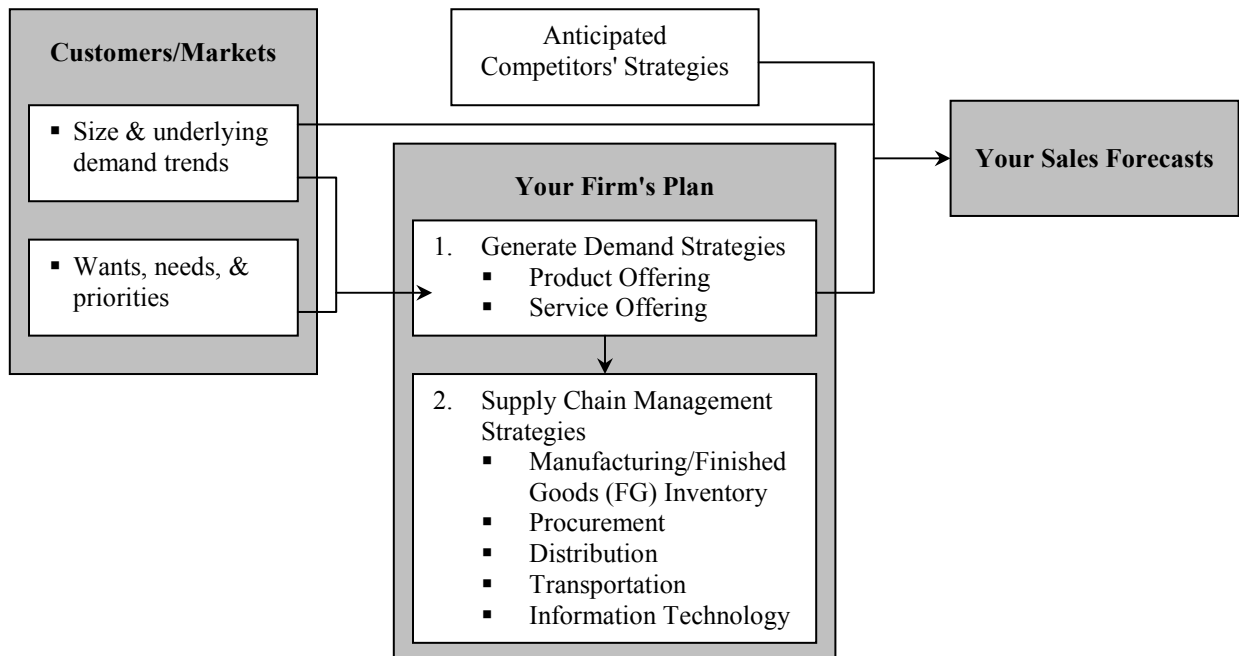 Customers/Markets
▪ Size & underlying
demand trends
▪ Wants, needs, &
priorities
Anticipated
Competitors' Strategies
Your Firm's Plan
1. Generate Demand Strategies
▪ Product Offering
▪ Service Offering
2. Supply Chain Management
Strategies
▪ Manufacturing/Finished
Goods (FG) Inventory
▪ Procurement
▪ Distribution
▪ Transportation
▪ Information Technology
Your Sales Forecasts